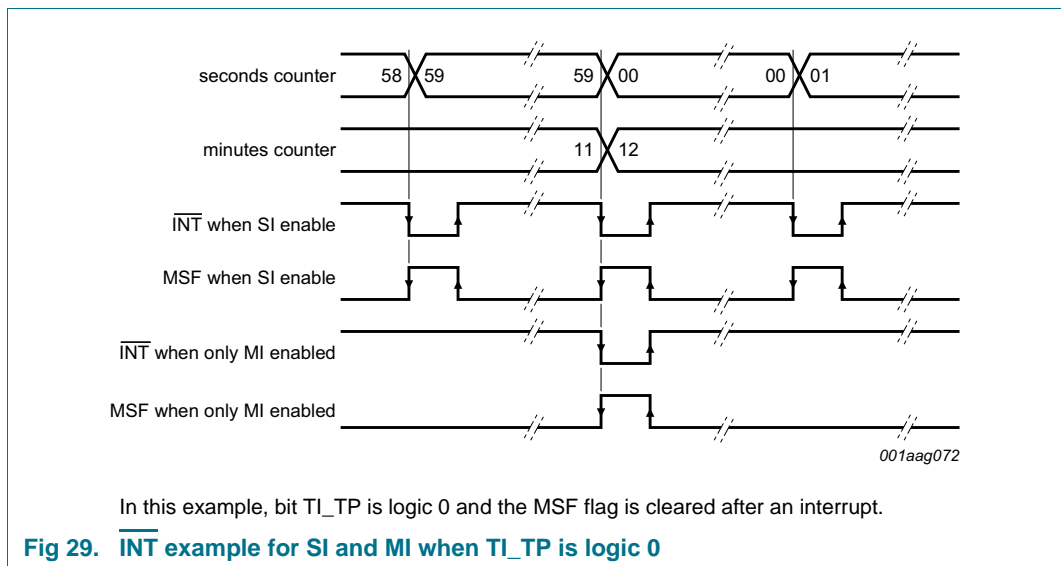 seconds counter 58 59 59 00 00 01
minutes counter 11 12
INT when SI enable
MSF when SI enable
INT when only MI enabled
MSF when only MI enabled
001aag072
In this example, bit TI_TP is logic 0 and the MSF flag is cleared after an interrupt.
Fig 29. INT example for SI and MI when TI_TP is logic 0